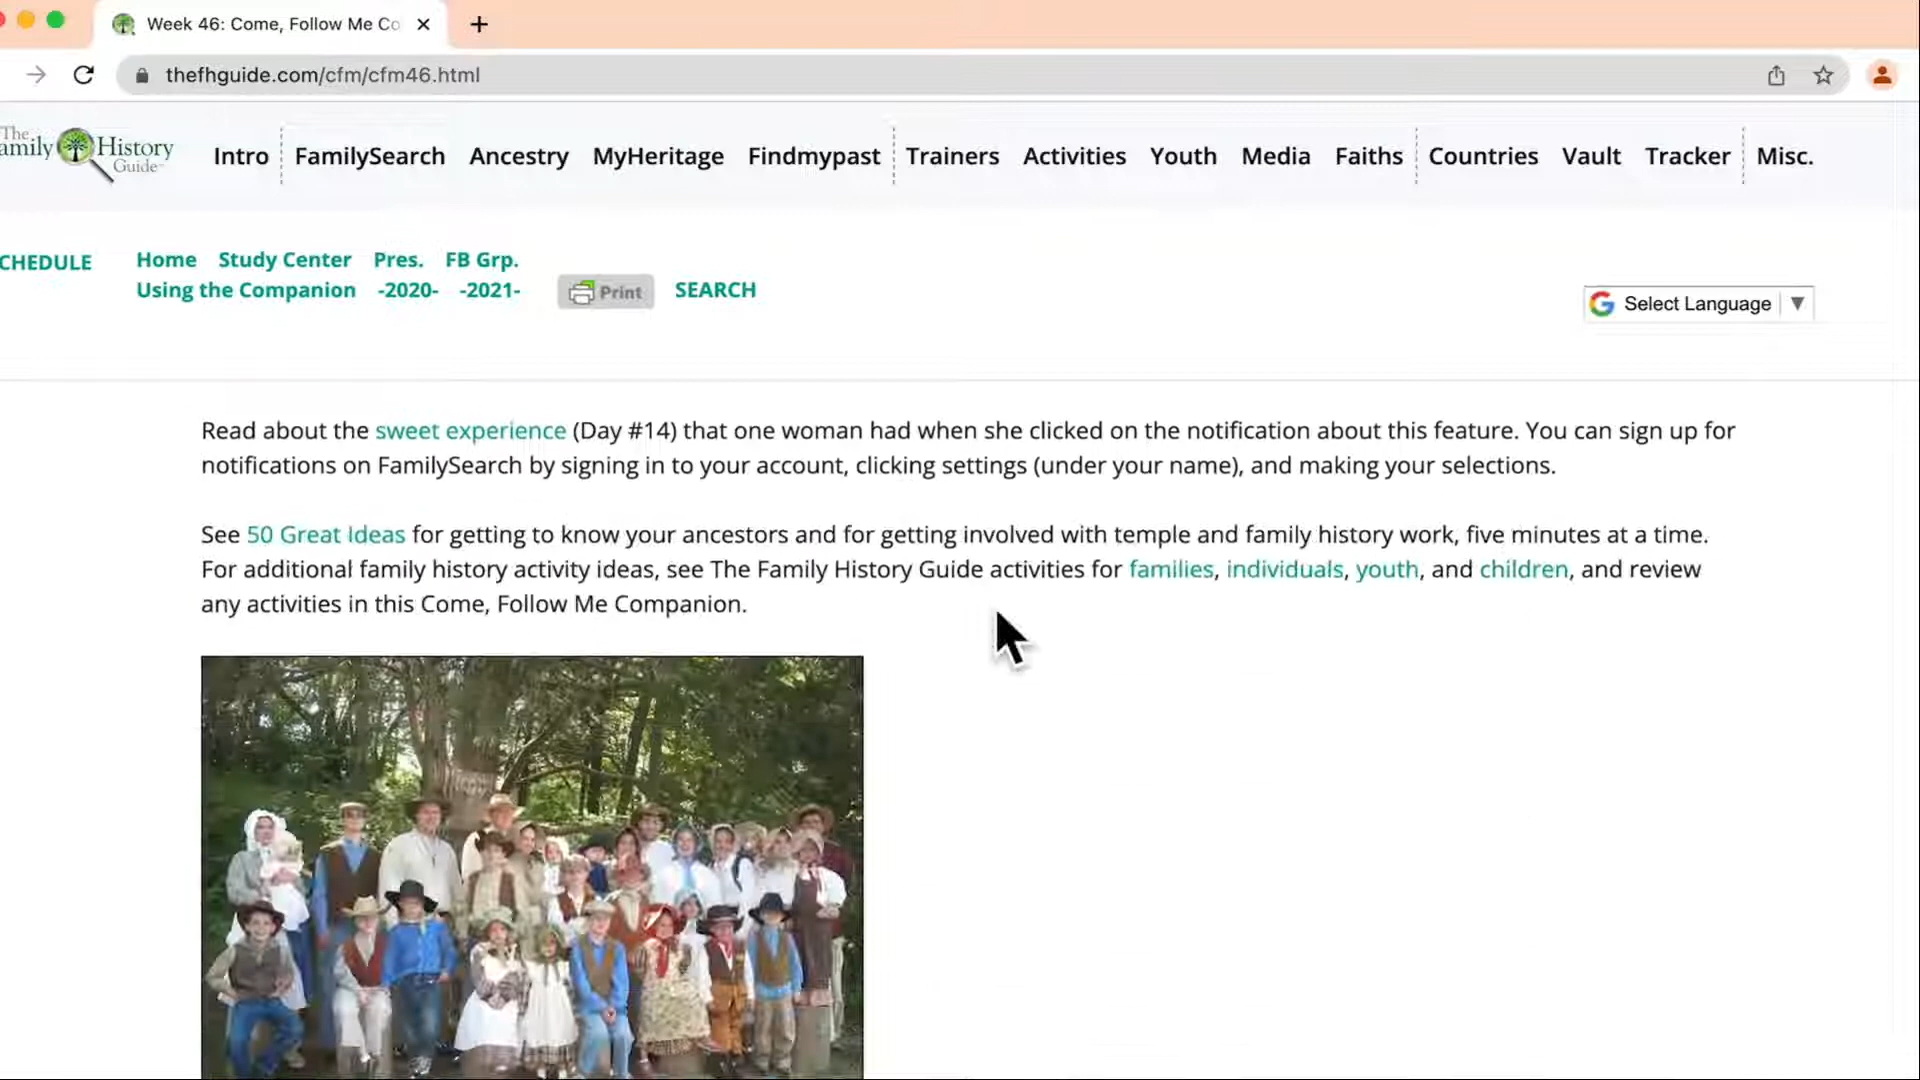 Week 46: Come, Follow Me Co
thefhguide.com/cfm/cfm46.html
The
amily History
Guide
Intro FamilySearch Ancestry MyHeritage Findmypast Trainers Activities Youth Media Faiths Countries Vault Tracker Misc.
CHEDULE
Home Study Center Pres. FB Grp.
Using the Companion -2020- -2021-
Print
SEARCH
Select Language
Read about the sweet experience (Day #14) that one woman had when she clicked on the notification about this feature. You can sign up for
notifications on FamilySearch by signing in to your account, clicking settings (under your name), and making your selections.
See 50 Great Ideas for getting to know your ancestors and for getting involved with temple and family history work, five minutes at a time.
For additional family history activity ideas, see The Family History Guide activities for families, individuals, youth, and children, and review
any activities in this Come, Follow Me Companion.